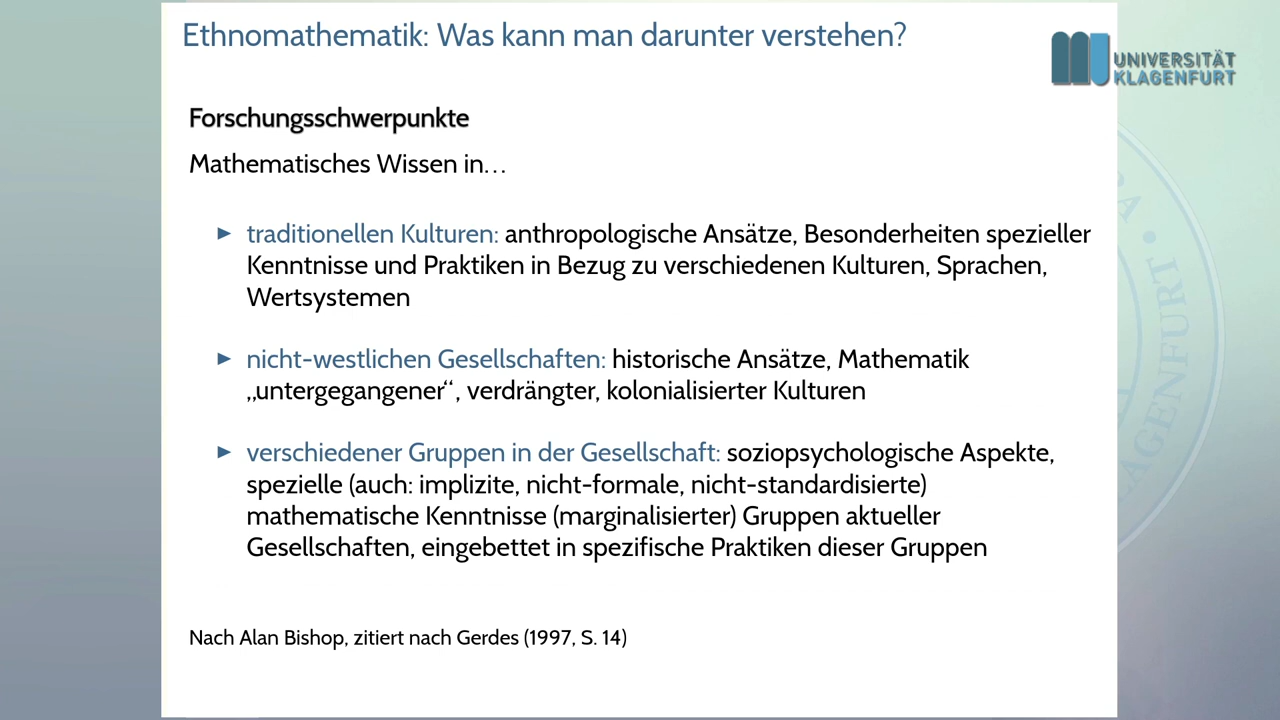 Ethnomathematik: Was kann man darunter verstehen?
UNIVERSITÄT
KLAGENFURT
Forschungsschwerpunkte
Mathematisches Wissen in…
► traditionellen Kulturen: anthropologische Ansätze, Besonderheiten spezieller
Kenntnisse und Praktiken in Bezug zu verschiedenen Kulturen, Sprachen,
Wertsystemen
► nicht-westlichen Gesellschaften: historische Ansätze, Mathematik
„untergegangener“, verdrängter, kolonialisierter Kulturen
► verschiedener Gruppen in der Gesellschaft: soziopsychologische Aspekte,
spezielle (auch: implizite, nicht-formale, nicht-standardisierte)
mathematische Kenntnisse (marginalisierter) Gruppen aktueller
Gesellschaften, eingebettet in spezifische Praktiken dieser Gruppen
Nach Alan Bishop, zitiert nach Gerdes (1997, S. 14)